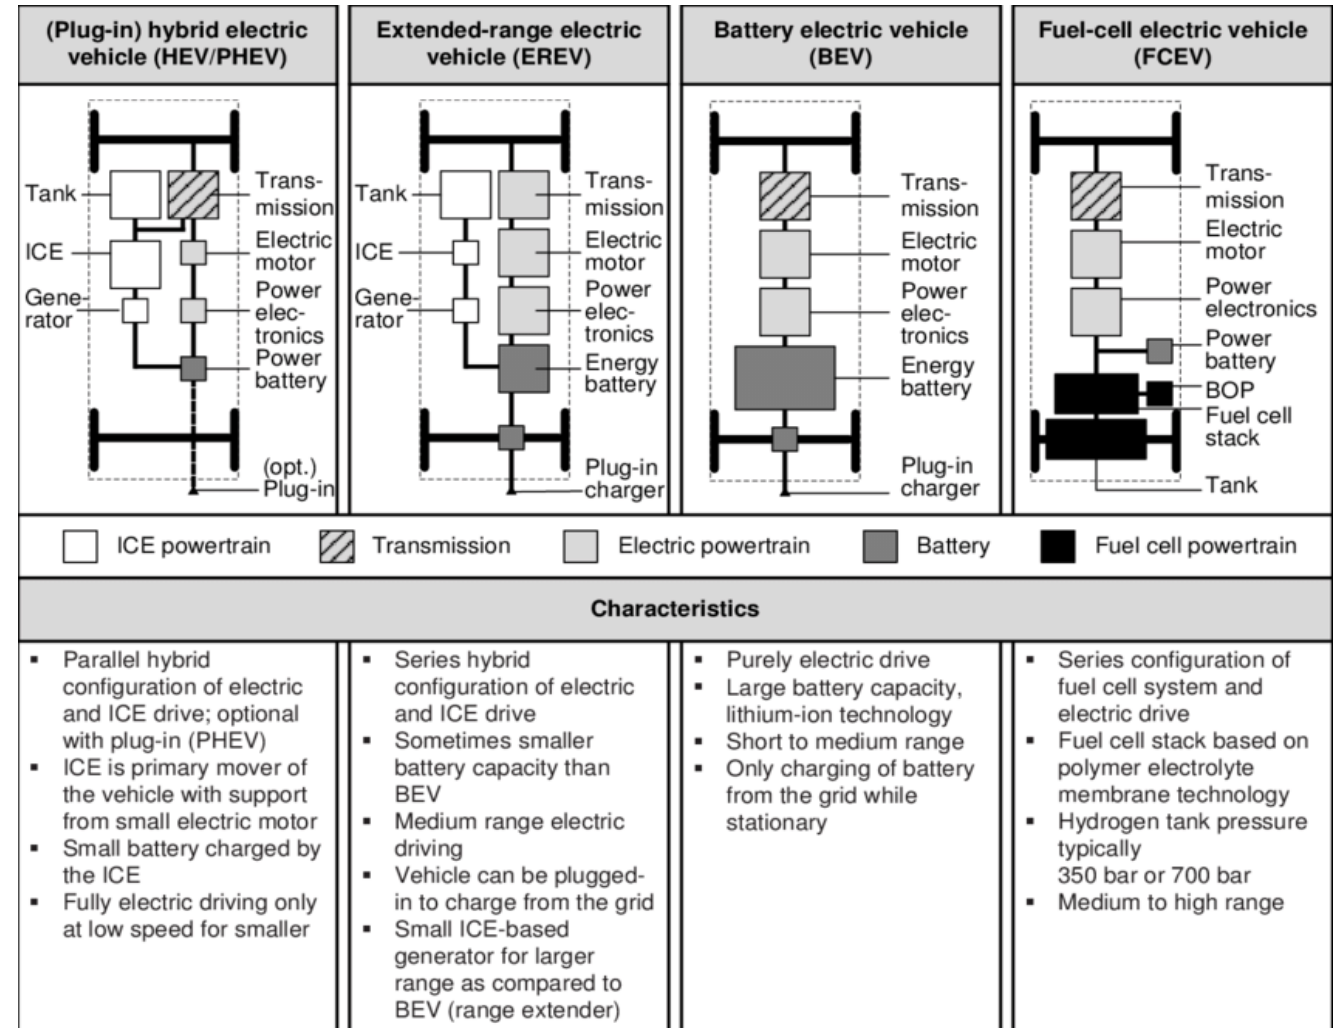 (Plug-in) hybrid electric
vehicle (HEV/PHEV)
Extended-range electric
vehicle (EREV)
Battery electric vehicle
(BEV)
Fuel-cell electric vehicle
(FCEV)
Tank
Trans-
mission
ICE
Electric
motor
Gene-
rator
Power
elec-
tronics
Power
battery
(opt.)
Plug-in
Tank
Trans-
mission
ICE
Electric
motor
Gene-
rator
Power
elec-
tronics
Energy
battery
Plug-in
charger
Trans-
mission
Electric
motor
Power
elec-
tronics
Energy
battery
Plug-in
charger
Trans-
mission
Electric
motor
Power
electronics
Power
battery
BOP
Fuel cell
stack
Tank
ICE powertrain
Transmission
Electric powertrain
Battery
Fuel cell powertrain
Characteristics
▪ Parallel hybrid
configuration of electric
and ICE drive; optional
with plug-in (PHEV)
▪ ICE is primary mover of
the vehicle with support
from small electric motor
▪ Small battery charged by
the ICE
▪ Fully electric driving only
at low speed for smaller
▪ Series hybrid
configuration of electric
and ICE drive
▪ Sometimes smaller
battery capacity than
BEV
▪ Medium range electric
driving
▪ Vehicle can be plugged-
in to charge from the grid
▪ Small ICE-based
generator for larger
range as compared to
BEV (range extender)
▪ Purely electric drive
▪ Large battery capacity,
lithium-ion technology
▪ Short to medium range
▪ Only charging of battery
from the grid while
stationary
▪ Series configuration of
fuel cell system and
electric drive
▪ Fuel cell stack based on
polymer electrolyte
membrane technology
▪ Hydrogen tank pressure
typically
350 bar or 700 bar
▪ Medium to high range